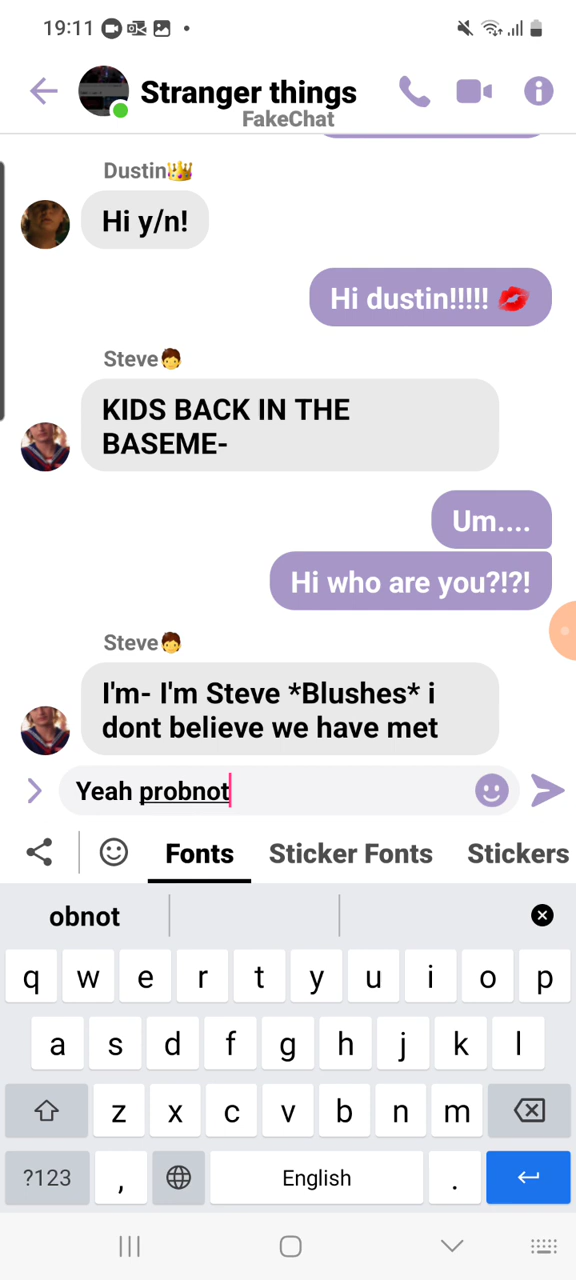 19:11
Stranger things
FakeChat
Dustin👑
Hi y/n!
Hi dustin!!!!! 💋
Steve🧑
KIDS BACK IN THE
BASEME-
Um....
Hi who are you?!?!
Steve🧑
I'm- I'm Steve *Blushes* i
dont believe we have met
Yeah probnot
Fonts Sticker Fonts Stickers
obnot
q w e r t y u i o p
a s d f g h j k l
z x c v b n m
?123 , English .